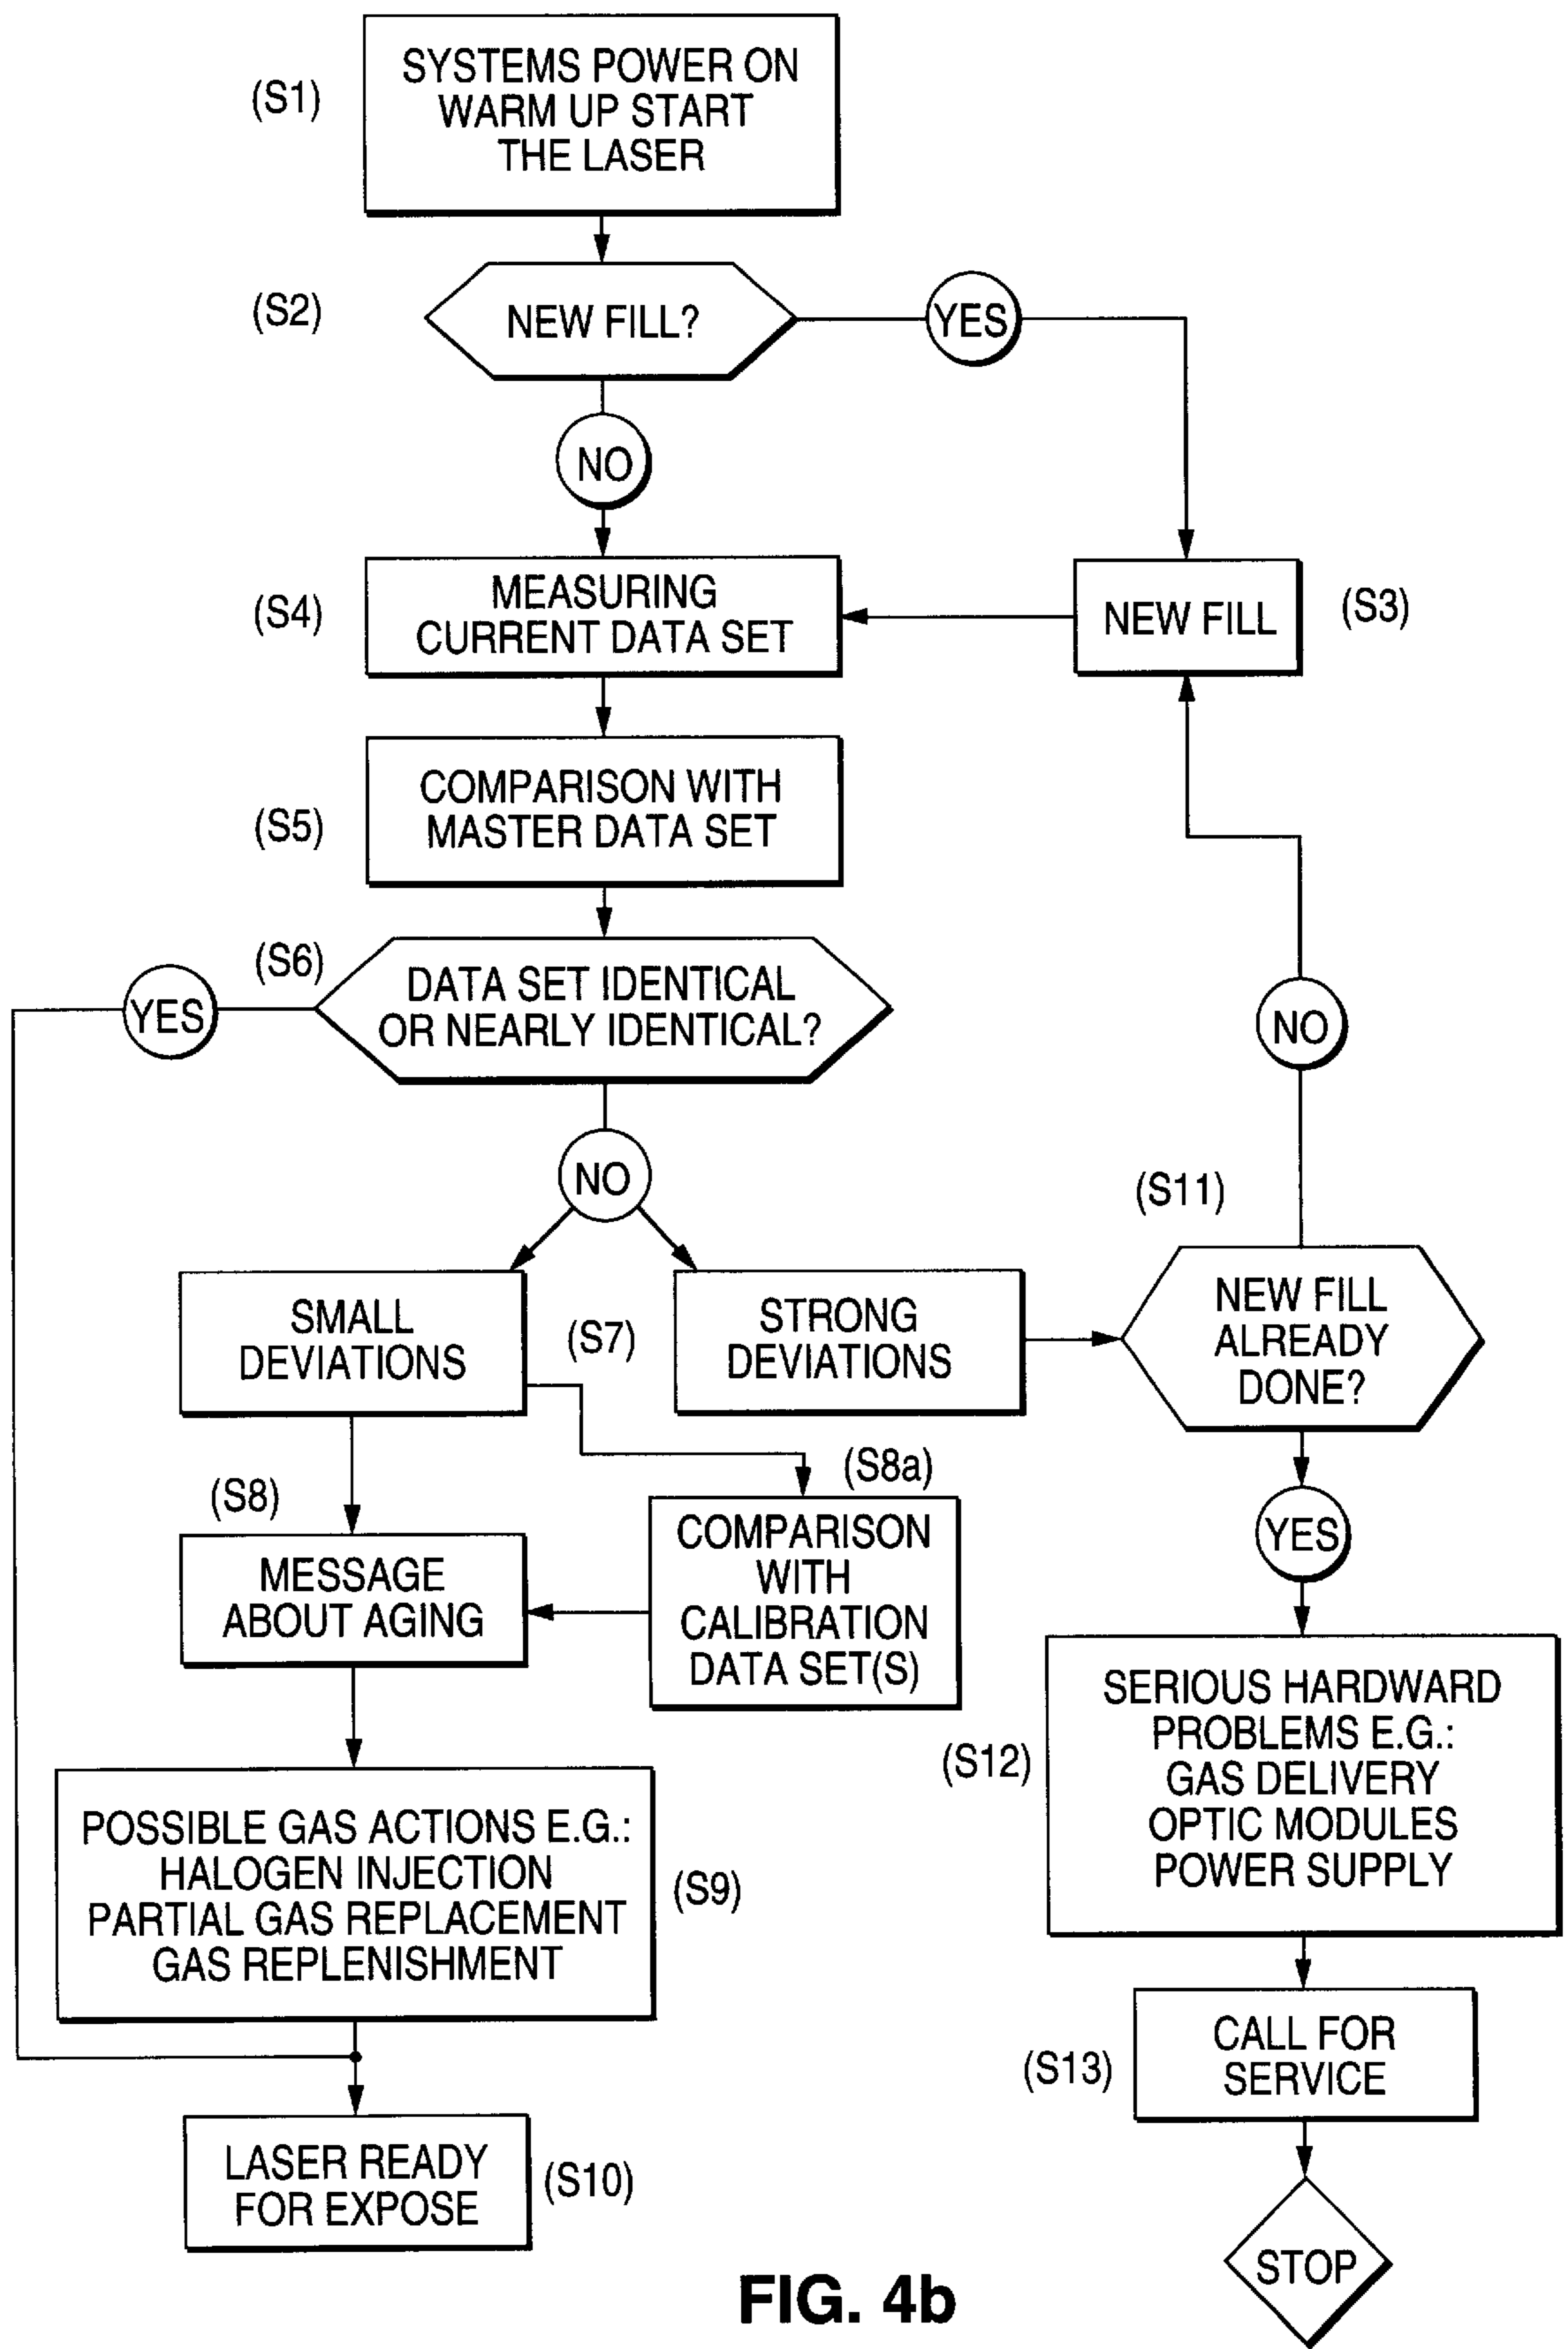 (S1)
SYSTEMS POWER ON
WARM UP START
THE LASER
(S2)
NEW FILL?
YES
NO
(S4)
MEASURING
CURRENT DATA SET
NEW FILL
(S3)
(S5)
COMPARISON WITH
MASTER DATA SET
(S6)
YES
DATA SET IDENTICAL
OR NEARLY IDENTICAL?
NO
NO
(S11)
SMALL
DEVIATIONS
(S7)
STRONG
DEVIATIONS
NEW FILL
ALREADY
DONE?
(S8)
(S8a)
YES
MESSAGE
ABOUT AGING
COMPARISON
WITH
CALIBRATION
DATA SET(S)
(S12)
SERIOUS HARDWARD
PROBLEMS E.G.:
GAS DELIVERY
OPTIC MODULES
POWER SUPPLY
POSSIBLE GAS ACTIONS E.G.:
HALOGEN INJECTION
PARTIAL GAS REPLACEMENT
GAS REPLENISHMENT
(S9)
(S13)
CALL FOR
SERVICE
LASER READY
FOR EXPOSE
(S10)
STOP
FIG. 4b